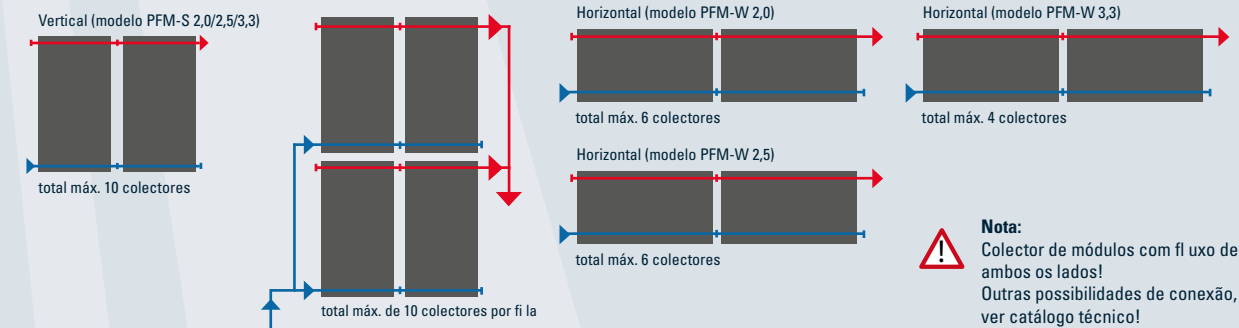 Vertical (modelo PFM-S 2,0/2,5/3,3)
total máx. 10 colectores
total máx. de 10 colectores por fi la
Horizontal (modelo PFM-W 2,0)
total máx. 6 colectores
Horizontal (modelo PFM-W 2,5)
total máx. 6 colectores
Horizontal (modelo PFM-W 3,3)
total máx. 4 colectores
Nota:
Colector de módulos com fl uxo de
ambos os lados!
Outras possibilidades de conexão,
ver catálogo técnico!